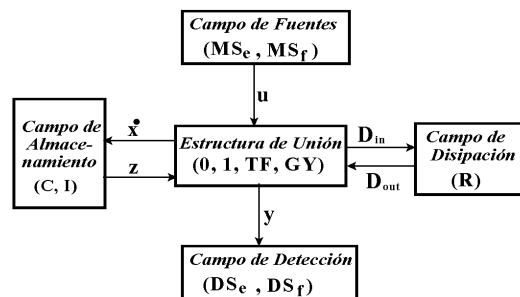 Campo de Fuentes
(MSe , MSf )
u
Campo de
Almace-
namiento
(C, I)
ẋ
z
Estructura de Unión
(0, 1, TF, GY)
Din
Dout
Campo de
Disipación
(R)
y
Campo de Detección
(DSe , DSf )